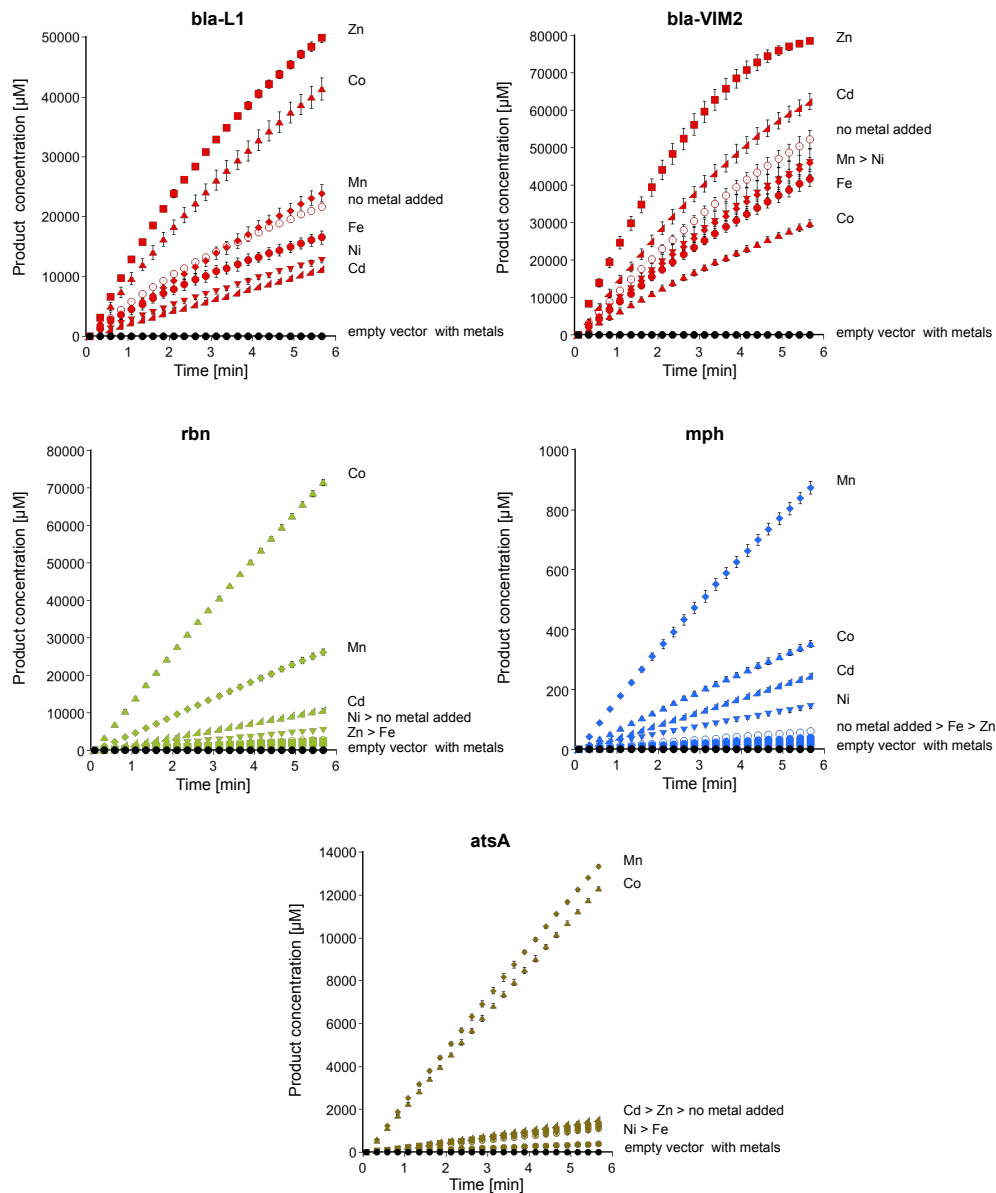 bla-L1
Product concentration [µM]
50000
40000
30000
20000
10000
0
0 1 2 3 4 5 6
Time [min]
Zn
Co
Mn
no metal added
Fe
Ni
Cd
empty vector with metals
bla-VIM2
Product concentration [µM]
80000
70000
60000
50000
40000
30000
20000
10000
0
0 1 2 3 4 5 6
Time [min]
Zn
Cd
no metal added
Mn > Ni
Fe
Co
empty vector with metals
rbn
Product concentration [µM]
80000
70000
60000
50000
40000
30000
20000
10000
0
0 1 2 3 4 5 6
Time [min]
Co
Mn
Cd
Ni > no metal added
Zn > Fe
empty vector with metals
mph
Product concentration [µM]
1000
800
600
400
200
0
0 1 2 3 4 5 6
Time [min]
Mn
Co
Cd
Ni
no metal added > Fe > Zn
empty vector with metals
atsA
Product concentration [µM]
14000
12000
10000
8000
6000
4000
2000
0
0 1 2 3 4 5 6
Time [min]
Mn
Co
Cd > Zn > no metal added
Ni > Fe
empty vector with metals